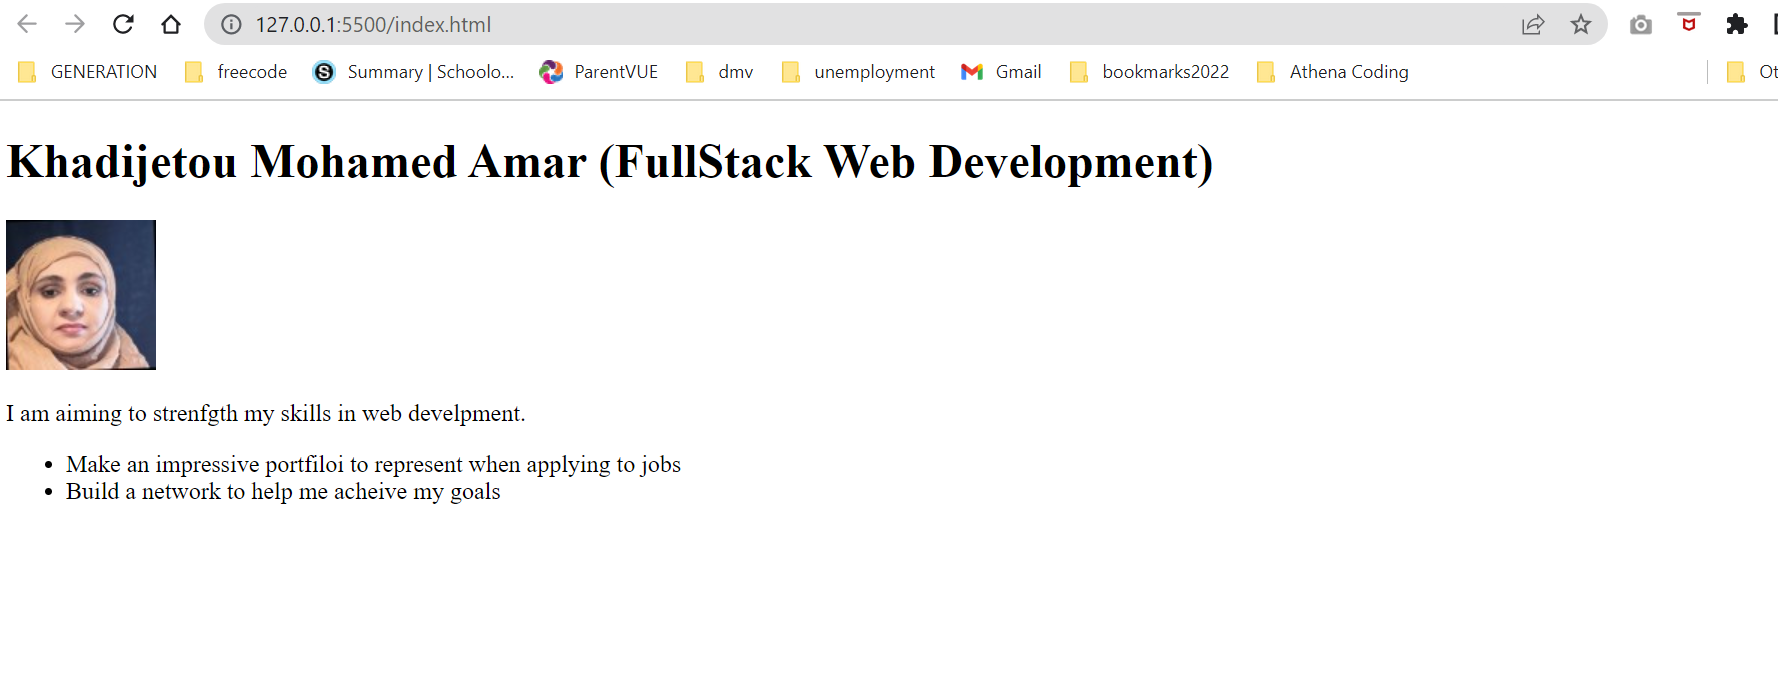 127.0.0.1:5500/index.html
GENERATION freecode Summary | Schoolo... ParentVUE dmv unemployment Gmail bookmarks2022 Athena Coding Ot
Khadijetou Mohamed Amar (FullStack Web Development)
I am aiming to strenfgth my skills in web develpment.
• Make an impressive portfiloi to represent when applying to jobs
• Build a network to help me acheive my goals